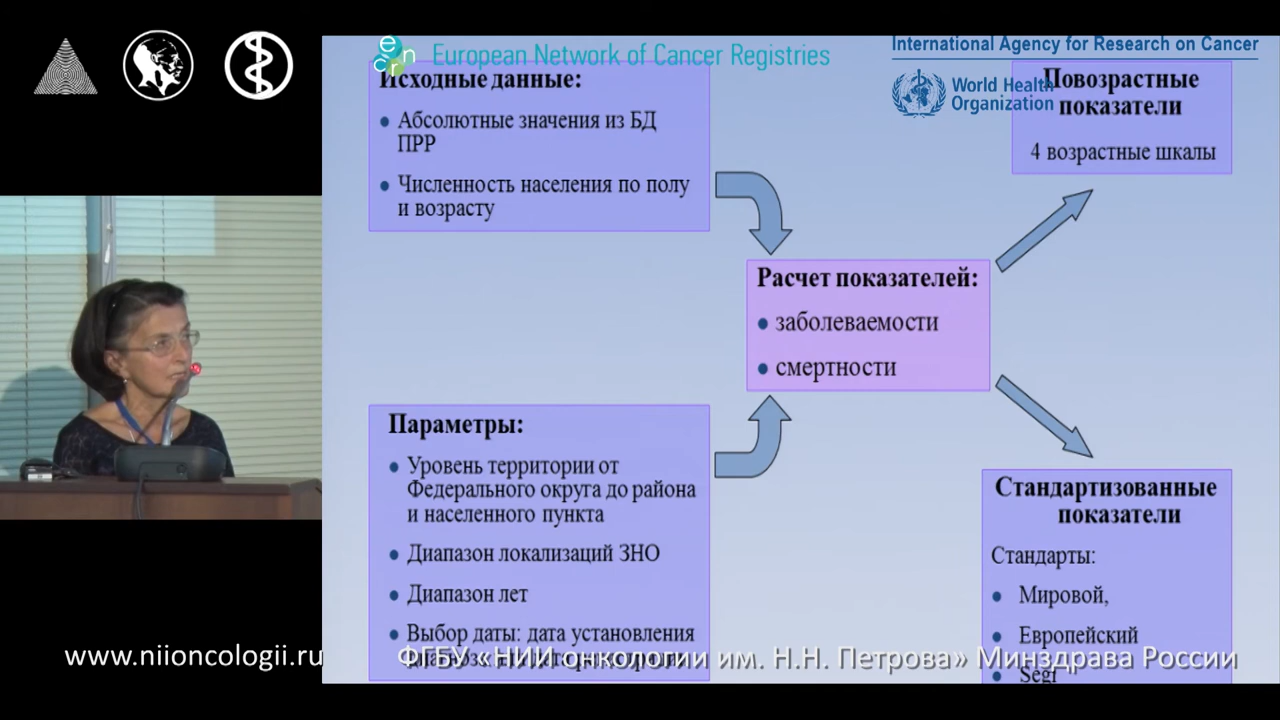 European Network of Cancer Registries
International Agency for Research on Cancer
World Health
Organization
Исходные данные:
Абсолютные значения из БД
ПРР
Численность населения по полу
и возрасту
Повозрастные
показатели
4 возрастные шкалы
Расчет показателей:
заболеваемости
смертности
Параметры:
Уровень территории от
Федерального округа до района
и населенного пункта
Диапазон локализаций ЗНО
Диапазон лет
Выбор даты: дата установления
Стандартизованные
показатели
Стандарты:
Мировой,
Европейский
Segi
www.niioncologii.ru
ФГБУ «НИИ онкологии им. Н.Н. Петрова» Минздрава России